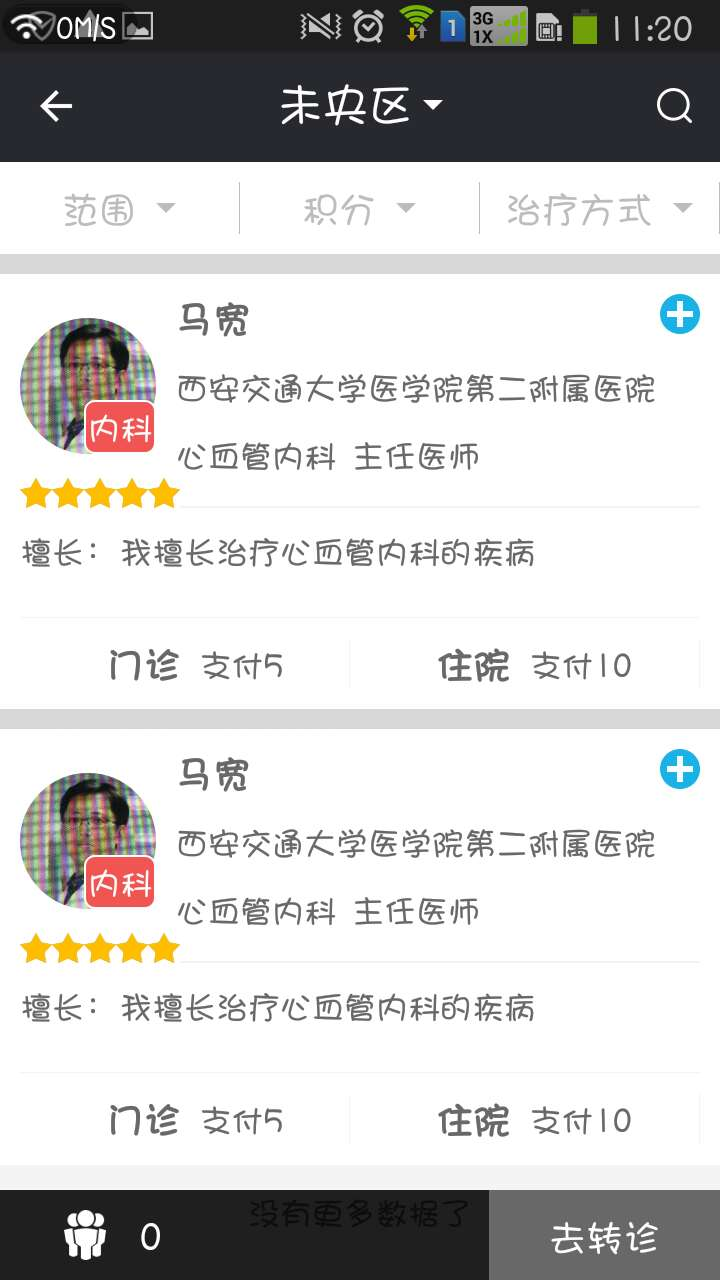 0M/s 1 3G 1X 11:20
未央区
范围 积分 治疗方式
马宽
西安交通大学医学院第二附属医院
内科
心血管内科 主任医师
擅长: 我擅长治疗心血管内科的疾病
门诊 支付5 住院 支付10
马宽
西安交通大学医学院第二附属医院
内科
心血管内科 主任医师
擅长: 我擅长治疗心血管内科的疾病
门诊 支付5 住院 支付10
没有更多数据了
0 去转诊